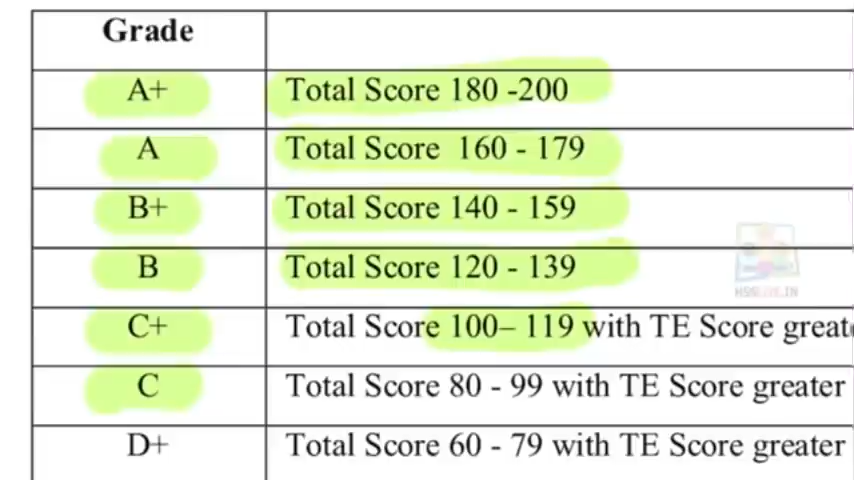 Grade
A+ Total Score 180 -200
A Total Score 160 - 179
B+ Total Score 140 - 159
B Total Score 120 - 139
C+ Total Score 100– 119 with TE Score
C Total Score 80 - 99 with TE Score greater
D+ Total Score 60 - 79 with TE Score greater